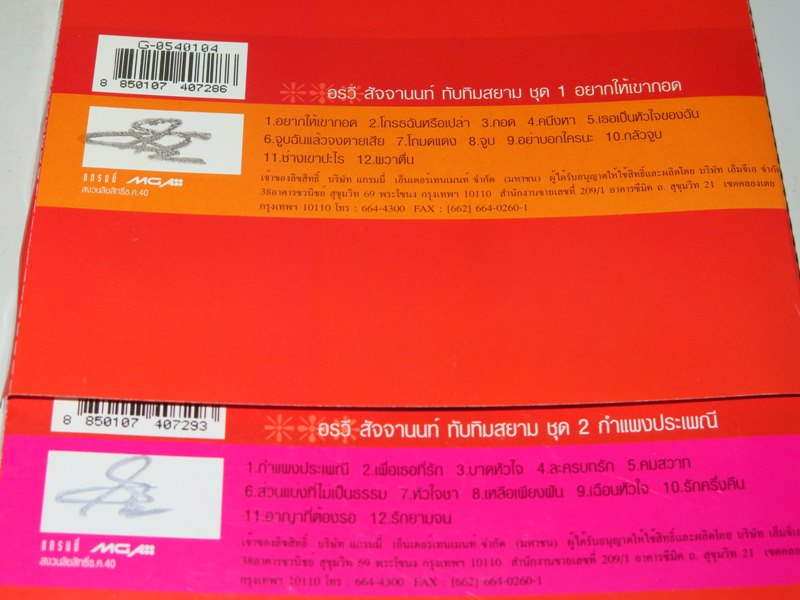 G-0540104
8 850107 407286
อรวี สัจจานนท์ ทับทิมสยาม ชุด 1 อยากให้เขากอด
1.อยากให้เขากอด 2.โกรธฉันหรือเปล่า 3.กอด 4.คนึงหา 5.เธอเป็นหัวใจของฉัน
6.จูบฉันแล้วจงตายเสีย 7.โถมดแดง 8.จูบ 9.อย่าบอกใครนะ 10.กลัวจูบ
11.ช่างเขาปะไร 12.พวาตื่น
แกรมมี่ MGA
สงวนลิขสิทธิ์ธ.ค.40
เจ้าของลิขสิทธิ์ บริษัท แกรมมี่ เอ็นเตอร์เทนเมนท์ จำกัด (มหาชน) ผู้ได้รับอนุญาตให้ใช้สิทธิ์และผลิตโดย บริษัท เอ็มจีเอ จำกัด
38อาคารชวนิชย์ สุขุมวิท 69 พระโขนง กรุงเทพฯ 10110 สำนักงานขายเลขที่ 209/1 อาคารซีมิค ถ. สุขุมวิท 21 เขตคลองเตย
กรุงเทพฯ 10110 โทร : 664-4300 FAX : [662] 664-0260-1
8 850107 407293
อรวี สัจจานนท์ ทับทิมสยาม ชุด 2 กำแพงประเพณี
1.กำแพงประเพณี 2.เพื่อเธอที่รัก 3.บาดหัวใจ 4.ละครบทรัก 5.คมสวาท
6.ส่วนแบ่งที่ไม่เป็นธรรม 7.หัวใจชา 8.เหลือเพียงฝัน 9.เฉือนหัวใจ 10.รักครึ่งคืน
11.อาญาที่ต้องรอ 12.รักยามจน
แกรมมี่ MGA
สงวนลิขสิทธิ์ธ.ค.40
เจ้าของลิขสิทธิ์ บริษัท แกรมมี่ เอ็นเตอร์เทนเมนท์ จำกัด (มหาชน) ผู้ได้รับอนุญาตให้ใช้สิทธิ์และผลิตโดย บริษัท เอ็มจีเอ
38อาคารชวนิชย์ สุขุมวิท 69 พระโขนง กรุงเทพฯ 10110 สำนักงานขายเลขที่ 209/1 อาคารซีมิค ถ. สุขุมวิท 21 เขตคลอง
กรุงเทพฯ 10110 โทร : 664-4300 FAX : [662] 664-0260-1